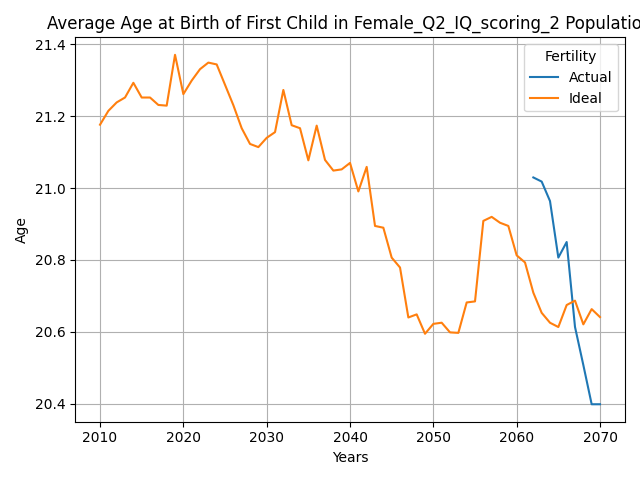 Average Age at Birth of First Child in Female_Q2_IQ_scoring_2 Populatio
21.4
21.2
21.0
20.8
20.6
20.4
Age
Fertility
Actual
Ideal
2010 2020 2030 2040 2050 2060 2070
Years